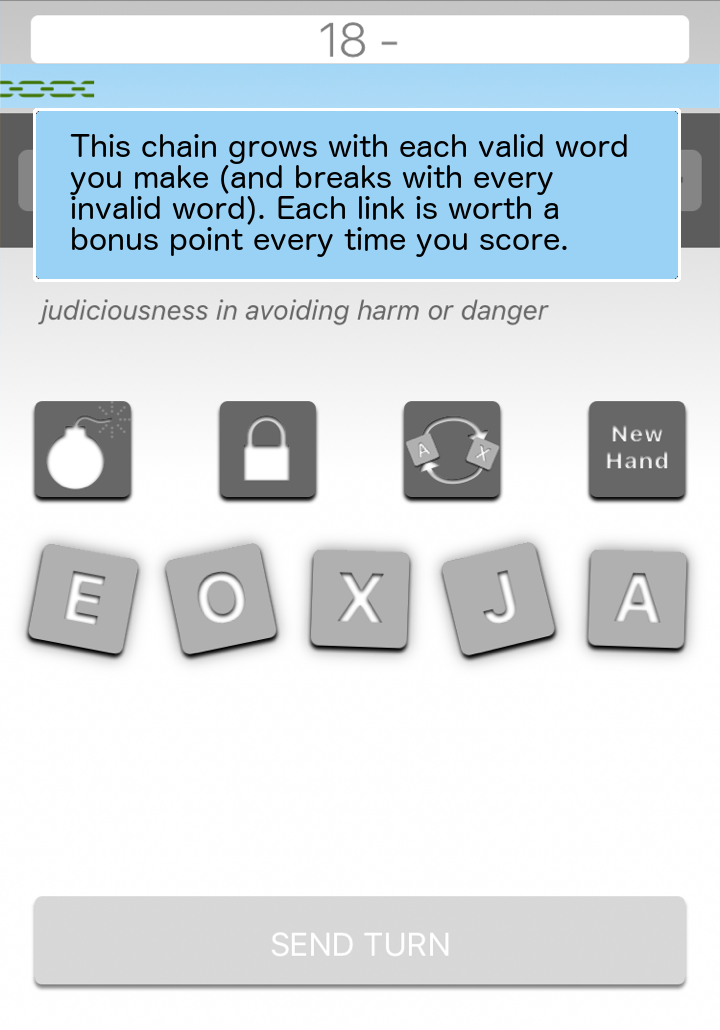 18 -
This chain grows with each valid word
you make (and breaks with every
invalid word). Each link is worth a
bonus point every time you score.
judiciousness in avoiding harm or danger
A X
New
Hand
E O X J A
SEND TURN